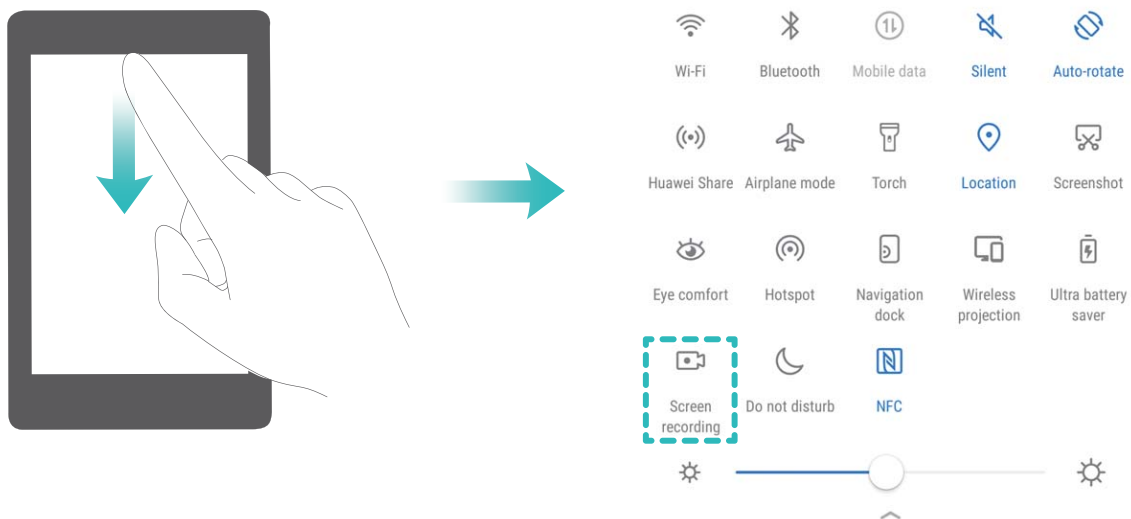 Wi-Fi Bluetooth Mobile data Silent Auto-rotate
Huawei Share Airplane mode Torch Location Screenshot
Eye comfort Hotspot Navigation dock Wireless projection Ultra battery saver
Screen recording Do not disturb NFC